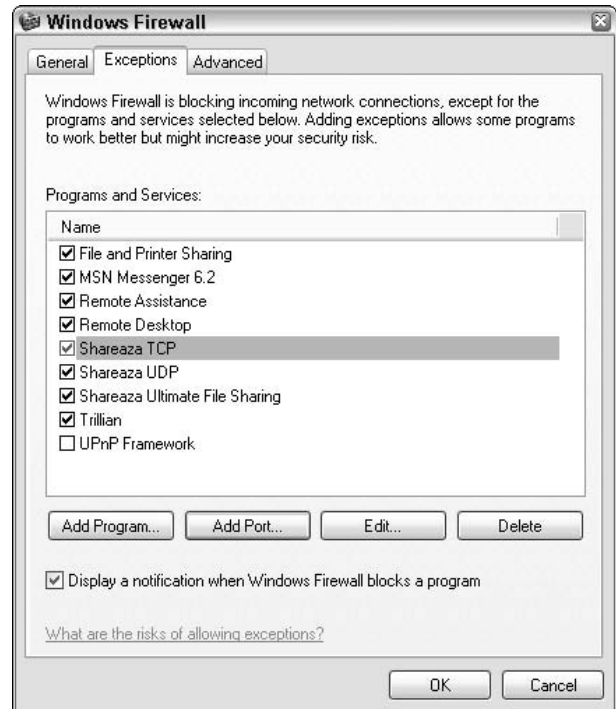 Windows Firewall
General Exceptions Advanced
Windows Firewall is blocking incoming network connections, except for the
programs and services selected below. Adding exceptions allows some programs
to work better but might increase your security risk.
Programs and Services:
Name
File and Printer Sharing
MSN Messenger 6.2
Remote Assistance
Remote Desktop
Shareaza TCP
Shareaza UDP
Shareaza Ultimate File Sharing
Trillian
UPnP Framework
Add Program... Add Port... Edit... Delete
Display a notification when Windows Firewall blocks a program
What are the risks of allowing exceptions?
OK Cancel